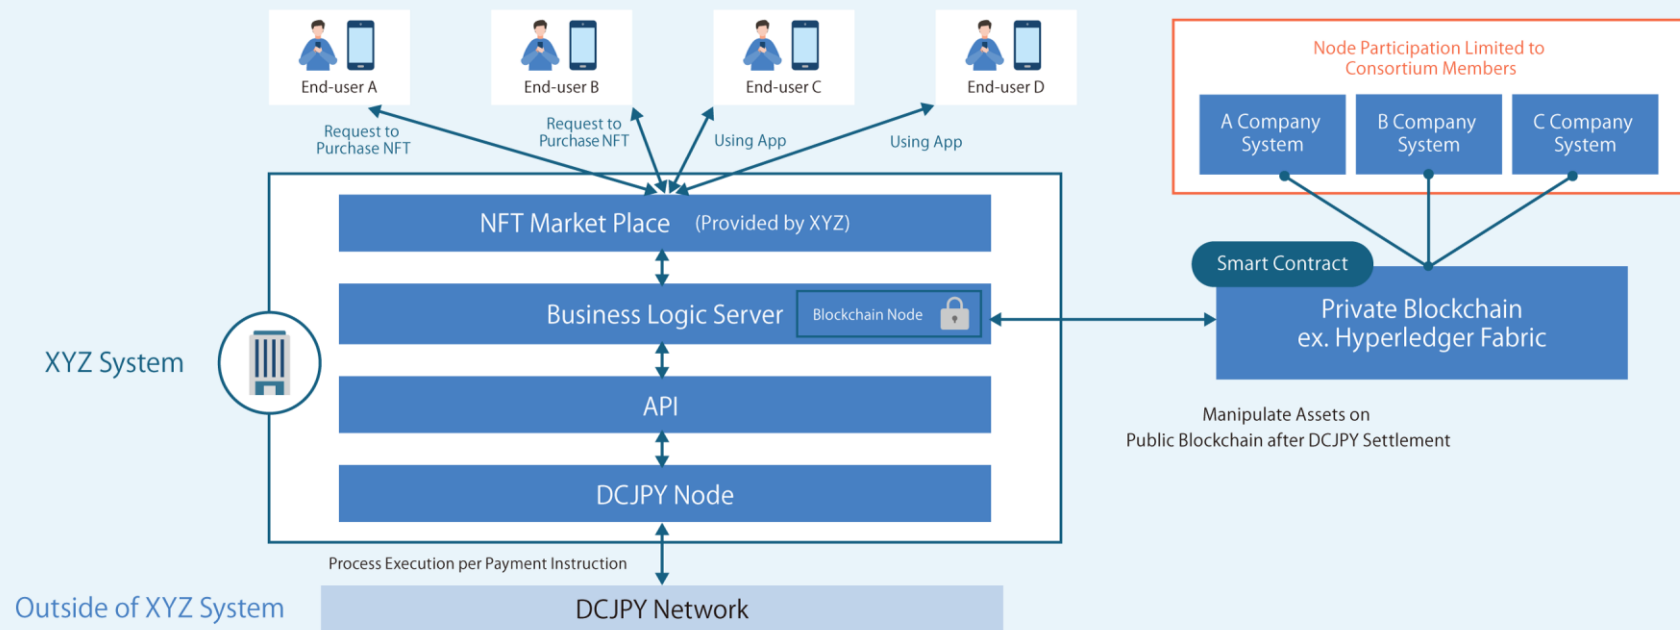 End-user A
End-user B
End-user C
End-user D
Request to
Purchase NFT
Request to
Purchase NFT
Using App
Using App
Node Participation Limited to
Consortium Members
A Company
System
B Company
System
C Company
System
NFT Market Place (Provided by XYZ)
Smart Contract
Business Logic Server
Blockchain Node
Private Blockchain
ex. Hyperledger Fabric
XYZ System
API
Manipulate Assets on
Public Blockchain after DCJPY Settlement
DCJPY Node
Process Execution per Payment Instruction
Outside of XYZ System
DCJPY Network